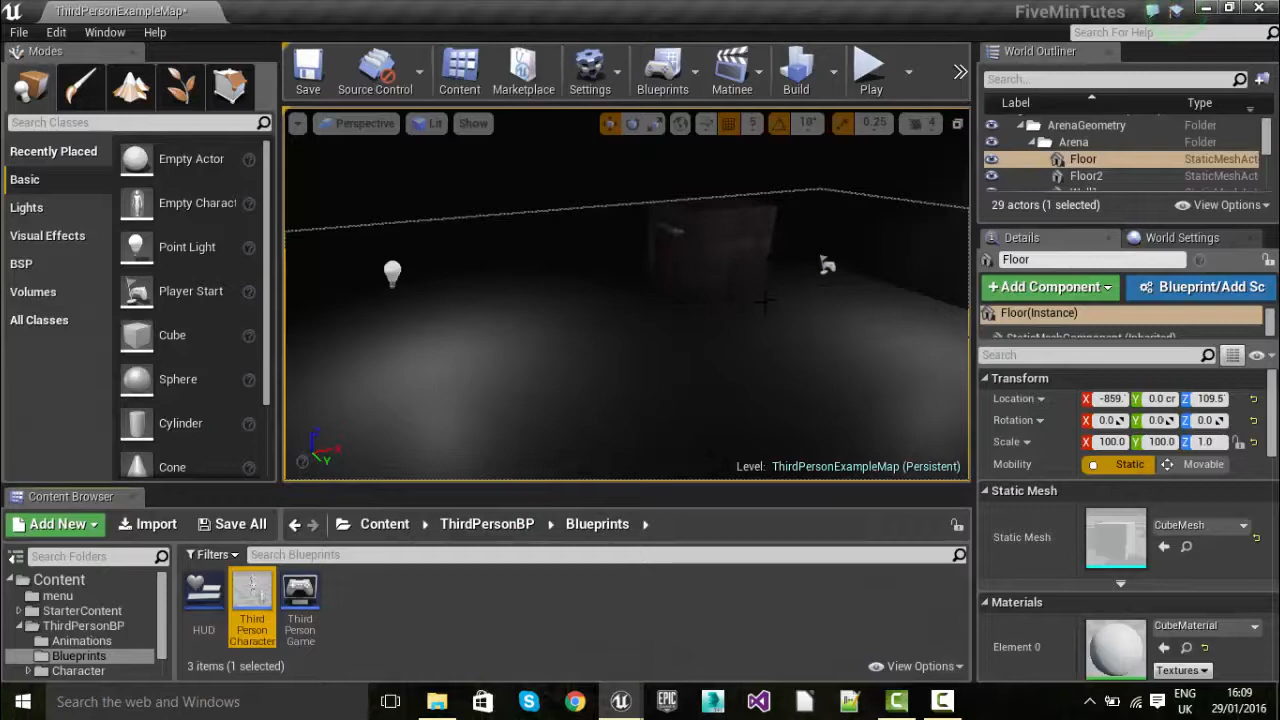 ThirdPersonExampleMap*
FiveMinTutes
File Edit Window Help
Search For Help
Modes
Search Classes
Recently Placed
Basic
Lights
Visual Effects
BSP
Volumes
All Classes
Empty Actor
Empty Charact
Point Light
Player Start
Cube
Sphere
Cylinder
Cone
Save
Source Control
Content
Marketplace
Settings
Blueprints
Matinee
Build
Play
Perspective
Lit
Show
5
10°
0.25
4
Level: ThirdPersonExampleMap (Persistent)
X
Y
World Outliner
Search...
Label Type
ArenaGeometry Folder
Arena Folder
Floor StaticMeshAct
Floor2 StaticMeshAct
29 actors (1 selected)
View Options
Details
World Settings
Floor
Add Component
Blueprint/Add Sc
Floor(Instance)
StaticMeshComponent (Inherited)
Search
Transform
Location X -859. Y 0.0 cr Z 109.5
Rotation X 0.0 Y 0.0 Z 0.0
Scale X 100.0 Y 100.0 Z 1.0
Mobility Static Movable
Static Mesh
Static Mesh CubeMesh
Materials
Element 0 CubeMaterial
Textures
Content Browser
Add New
Import
Save All
Content ThirdPersonBP Blueprints
Search Folders
Filters
Search Blueprints
Content
menu
StarterContent
ThirdPersonBP
Animations
Blueprints
Character
HUD
Third
Person
Character
Third
Person
Game
3 items (1 selected)
View Options
Search the web and Windows
EPIC
GAMES
ENG
UK
16:09
29/01/2016